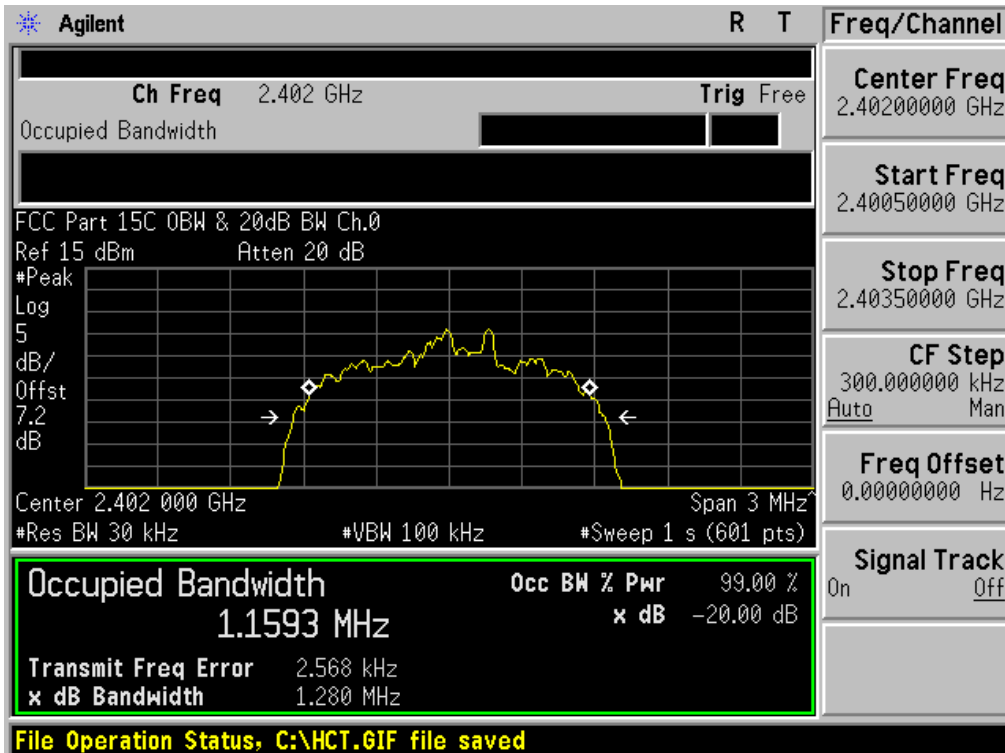 Agilent R T Freq/Channel
Ch Freq 2.402 GHz Trig Free
Occupied Bandwidth
Center Freq
2.40200000 GHz
Start Freq
2.40050000 GHz
Stop Freq
2.40350000 GHz
CF Step
300.000000 kHz
Auto Man
Freq Offset
0.00000000 Hz
Signal Track
On Off
FCC Part 15C OBW & 20dB BW Ch.0
Ref 15 dBm Atten 20 dB
#Peak
Log
5
dB/
Offst
7.2
dB
Center 2.402 000 GHz Span 3 MHz^
#Res BW 30 kHz #VBW 100 kHz #Sweep 1 s (601 pts)
Occupied Bandwidth Occ BW % Pwr 99.00 %
1.1593 MHz x dB -20.00 dB
Transmit Freq Error 2.568 kHz
x dB Bandwidth 1.280 MHz
File Operation Status, C:\HCT.GIF file saved